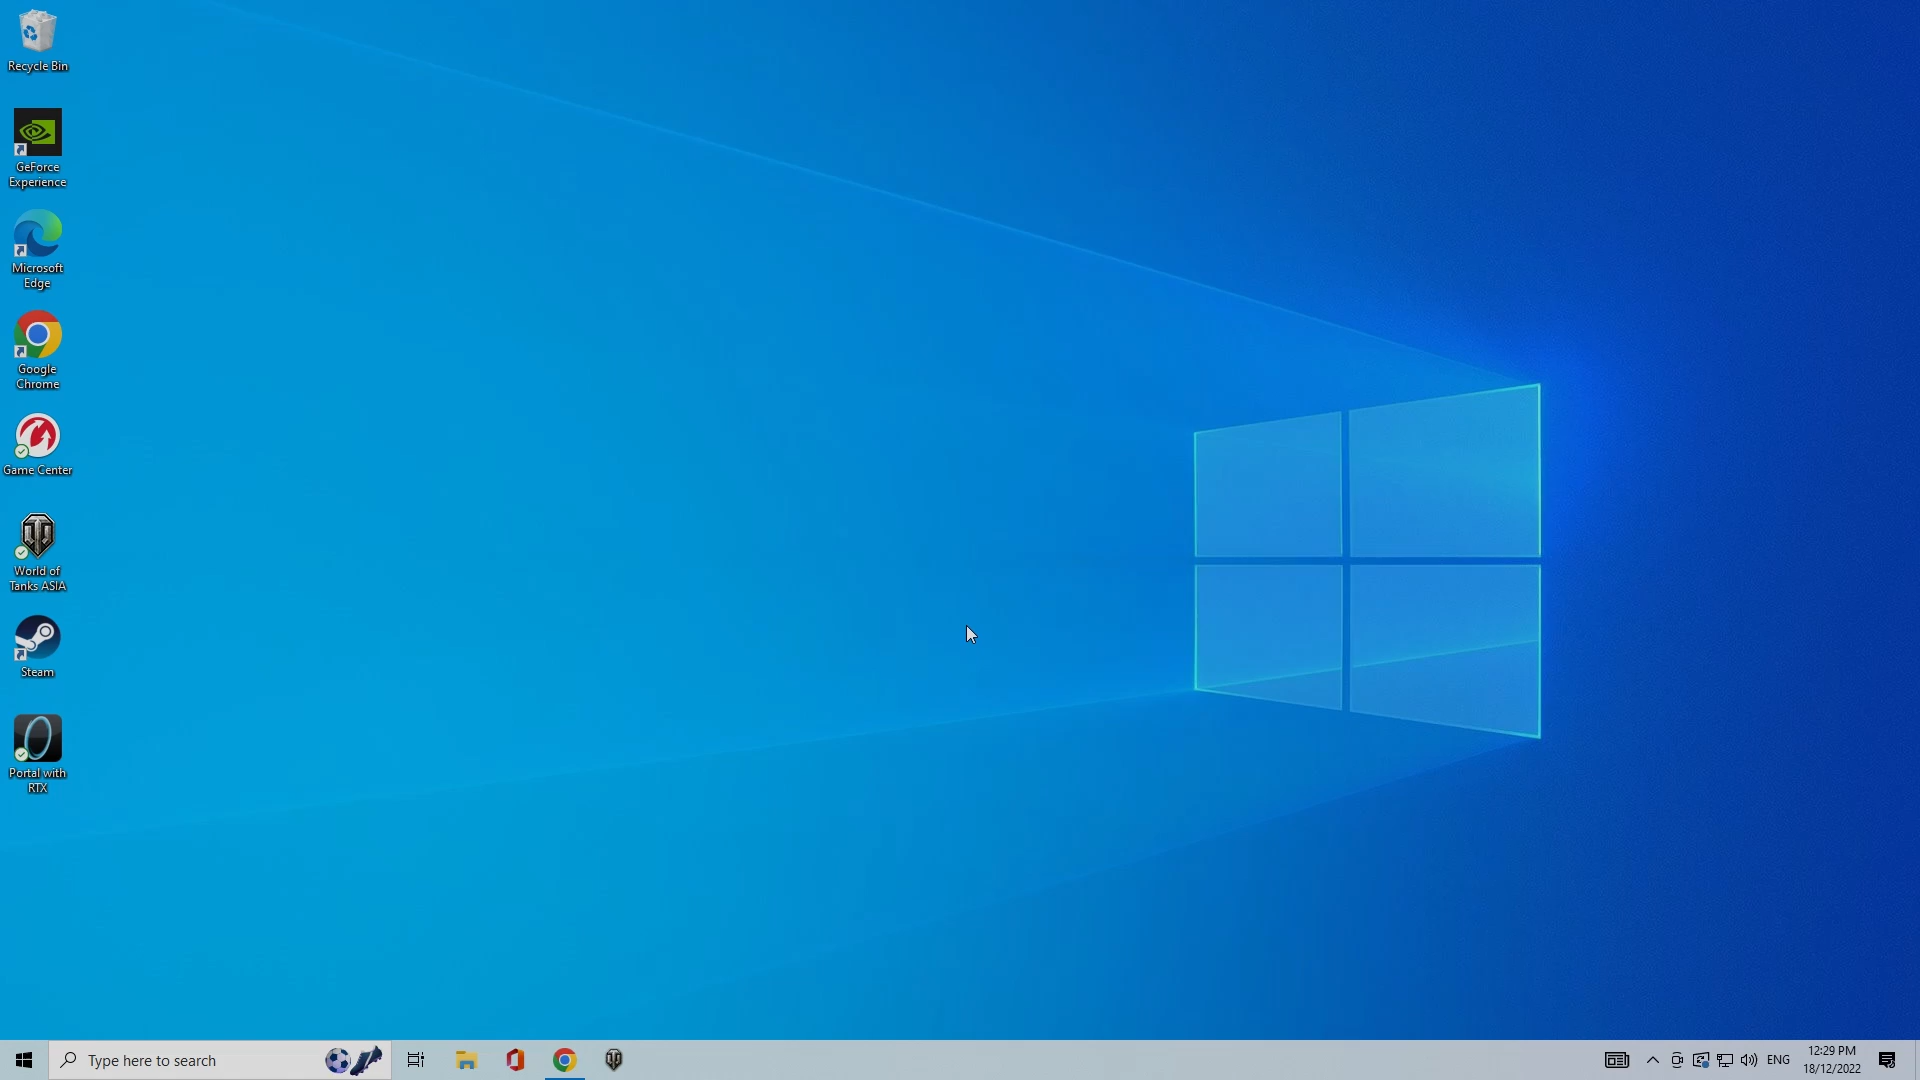 Recycle Bin
GeForce
Experience
Microsoft
Edge
Google
Chrome
Game Center
World of
Tanks ASIA
Steam
Portal with
RTX
Type here to search
ENG
12:29 PM
18/12/2022